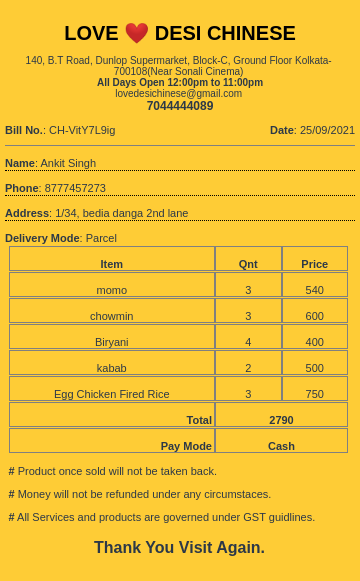 LOVE ❤️ DESI CHINESE
140, B.T Road, Dunlop Supermarket, Block-C, Ground Floor Kolkata-
700108(Near Sonali Cinema)
All Days Open 12:00pm to 11:00pm
lovedesichinese@gmail.com
7044444089
Bill No.: CH-VitY7L9ig Date: 25/09/2021
Name: Ankit Singh
Phone: 8777457273
Address: 1/34, bedia danga 2nd lane
Delivery Mode: Parcel
Item Qnt Price
momo 3 540
chowmin 3 600
Biryani 4 400
kabab 2 500
Egg Chicken Fired Rice 3 750
Total 2790
Pay Mode Cash
# Product once sold will not be taken back.
# Money will not be refunded under any circumstaces.
# All Services and products are governed under GST guidlines.
Thank You Visit Again.